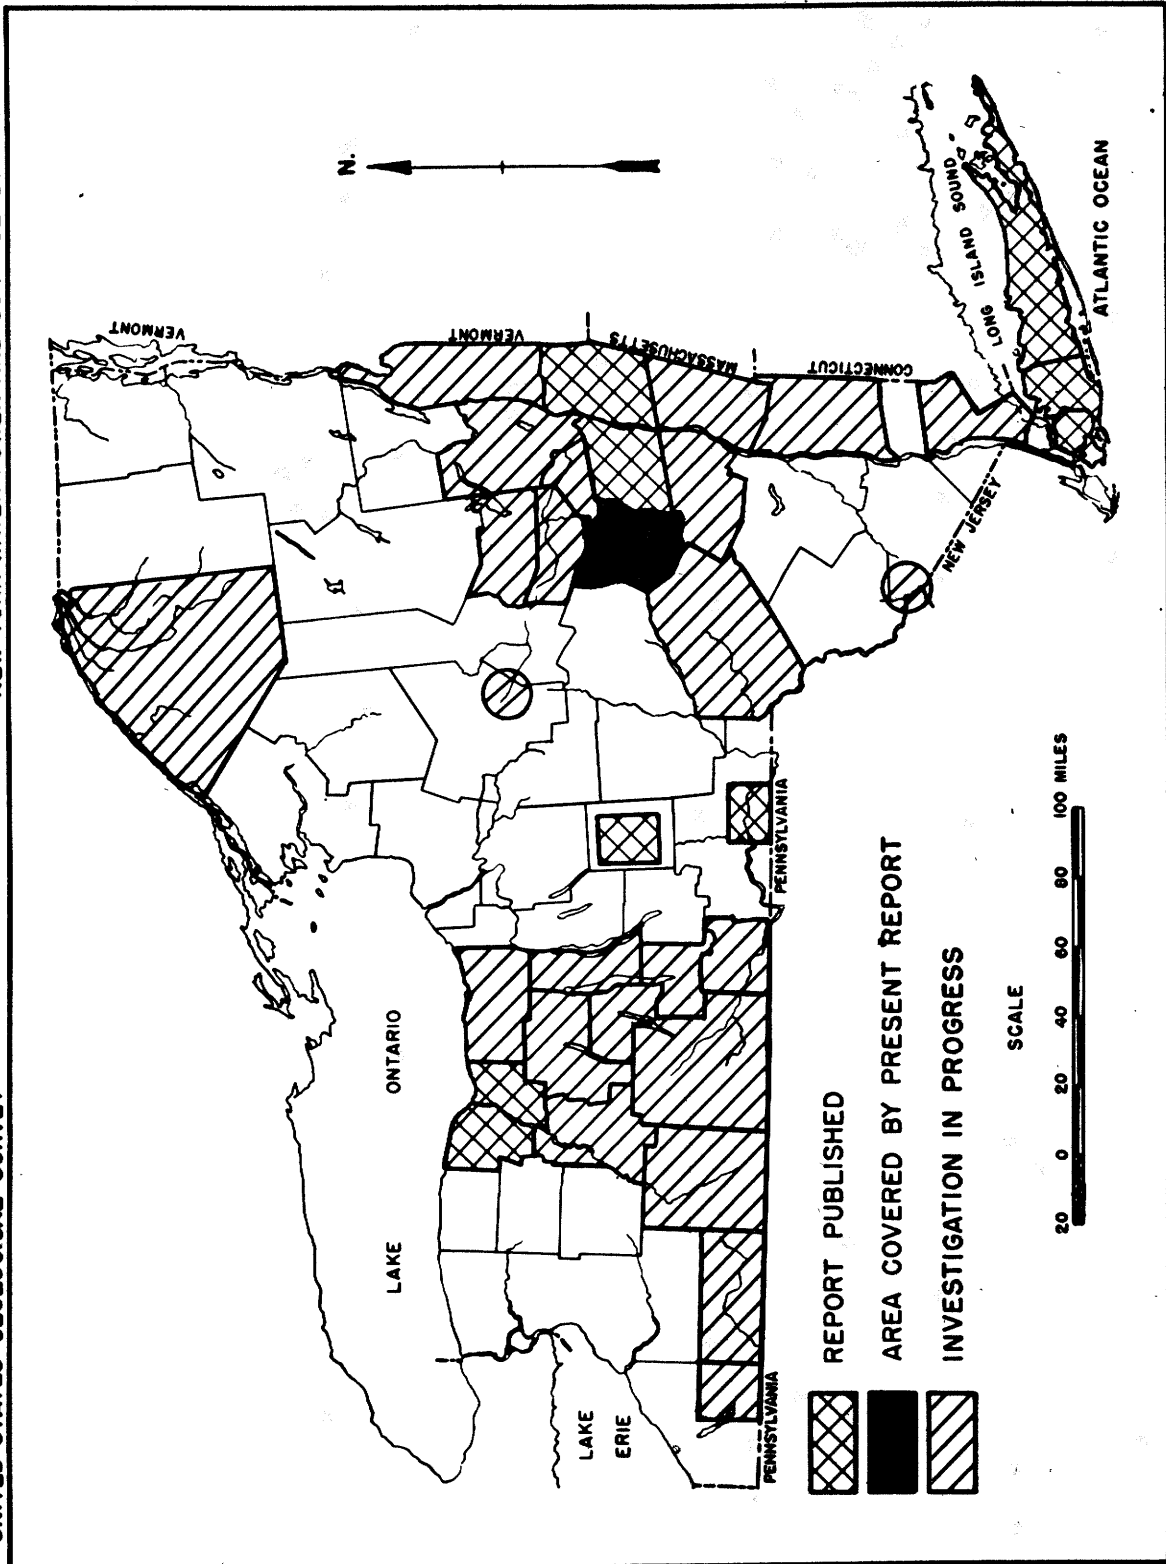 N.
VERMONT
VERMONT
MASSACHUSETTS
CONNECTICUT
LONG ISLAND SOUND
ATLANTIC OCEAN
NEW JERSEY
LAKE ONTARIO
LAKE
ERIE
PENNSYLVANIA
PENNSYLVANIA
REPORT PUBLISHED
AREA COVERED BY PRESENT REPORT
INVESTIGATION IN PROGRESS
SCALE
20 0 20 40 60 80 100 MILES